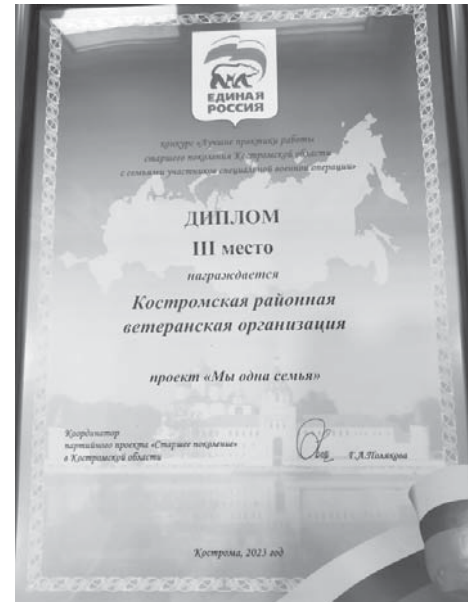 ЕДИНАЯ
РОССИЯ
конкурс «Лучшие практики работы
старшего поколения Костромской области
с семьями участников специальной военной операции»
ДИПЛОМ
III место
награждается
Костромская районная
ветеранская организация
проект «Мы одна семья»
Координатор
партийного проекта «Старшее поколение»
в Костромской области
Г.А.Полякова
Кострома, 2023 год